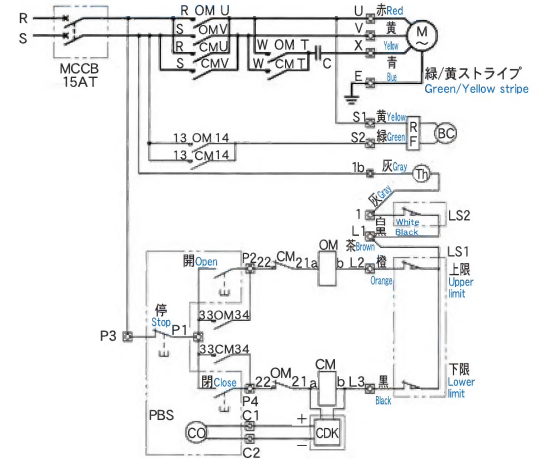 R OM U
R
S
S OMV
R CMU
S CMV
W OM T
W CM T
C
U 赤Red
V 黄
X Yellow
青
E Blue
M
~
MCCB
15AT
緑/黄ストライプ
Green/Yellow stripe
S1 黄Yellow
S2 緑Green
R
F
BC
13 OM 14
13 CM 14
1b 灰Gray Th
灰Gray
1 白 White
L1 黒 Black
茶Brown
LS2
LS1
開Open
P2 22 CM 21 a OM b L2 橙
Orange
上限
Upper
limit
停
Stop
P3
P1
33OM34
33CM34
閉Close
P4
22 OM 21 a CM b L3 黒
Black
下限
Lower
limit
PBS
CO
C1
C2
+
−
CDK